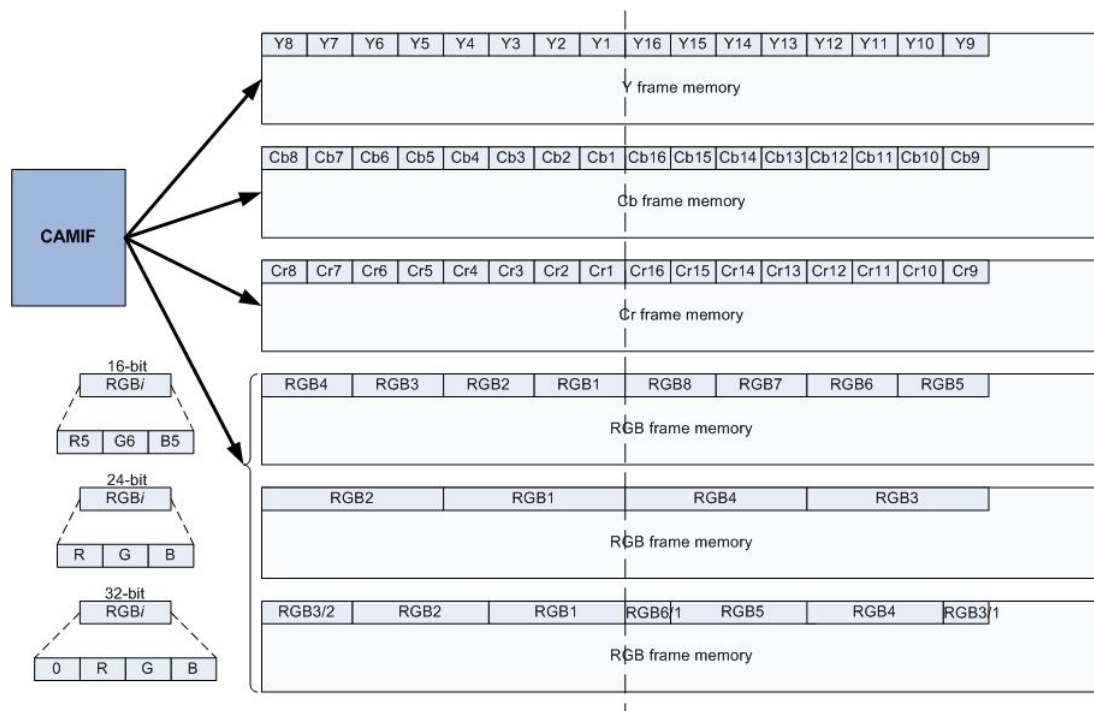 Y8 Y7 Y6 Y5 Y4 Y3 Y2 Y1 Y16 Y15 Y14 Y13 Y12 Y11 Y10 Y9
Y frame memory
Cb8 Cb7 Cb6 Cb5 Cb4 Cb3 Cb2 Cb1 Cb16 Cb15 Cb14 Cb13 Cb12 Cb11 Cb10 Cb9
Cb frame memory
CAMIF
Cr8 Cr7 Cr6 Cr5 Cr4 Cr3 Cr2 Cr1 Cr16 Cr15 Cr14 Cr13 Cr12 Cr11 Cr10 Cr9
Cr frame memory
16-bit
RGBi
R5 G6 B5
RGB4 RGB3 RGB2 RGB1 RGB8 RGB7 RGB6 RGB5
RGB frame memory
24-bit
RGBi
R G B
RGB2 RGB1 RGB4 RGB3
RGB frame memory
32-bit
RGBi
0 R G B
RGB3/2 RGB2 RGB1 RGB6/1 RGB5 RGB4 RGB3/1
RGB frame memory